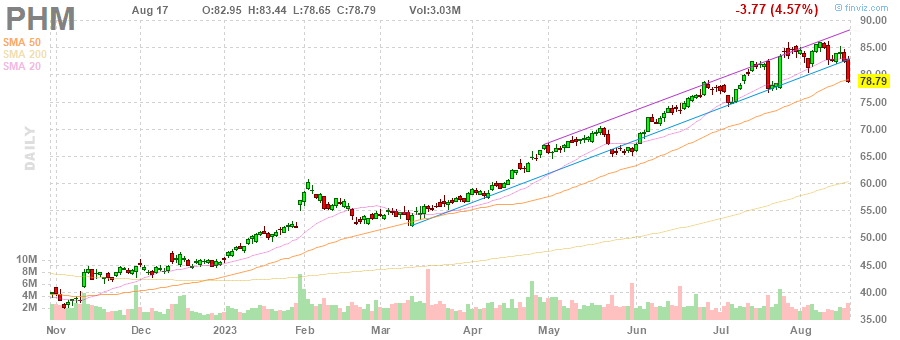 PHM Aug 17 O:82.95 H:83.44 L:78.65 C:78.79 Vol:3.03M -3.77 (4.57%) © finviz.com
SMA 50
SMA 200
SMA 20
DAILY
90.00
85.00
80.00
78.79
75.00
70.00
65.00
60.00
55.00
50.00
45.00
40.00
35.00
10M
8M
6M
4M
2M
Nov Dec 2023 Feb Mar Apr May Jun Jul Aug